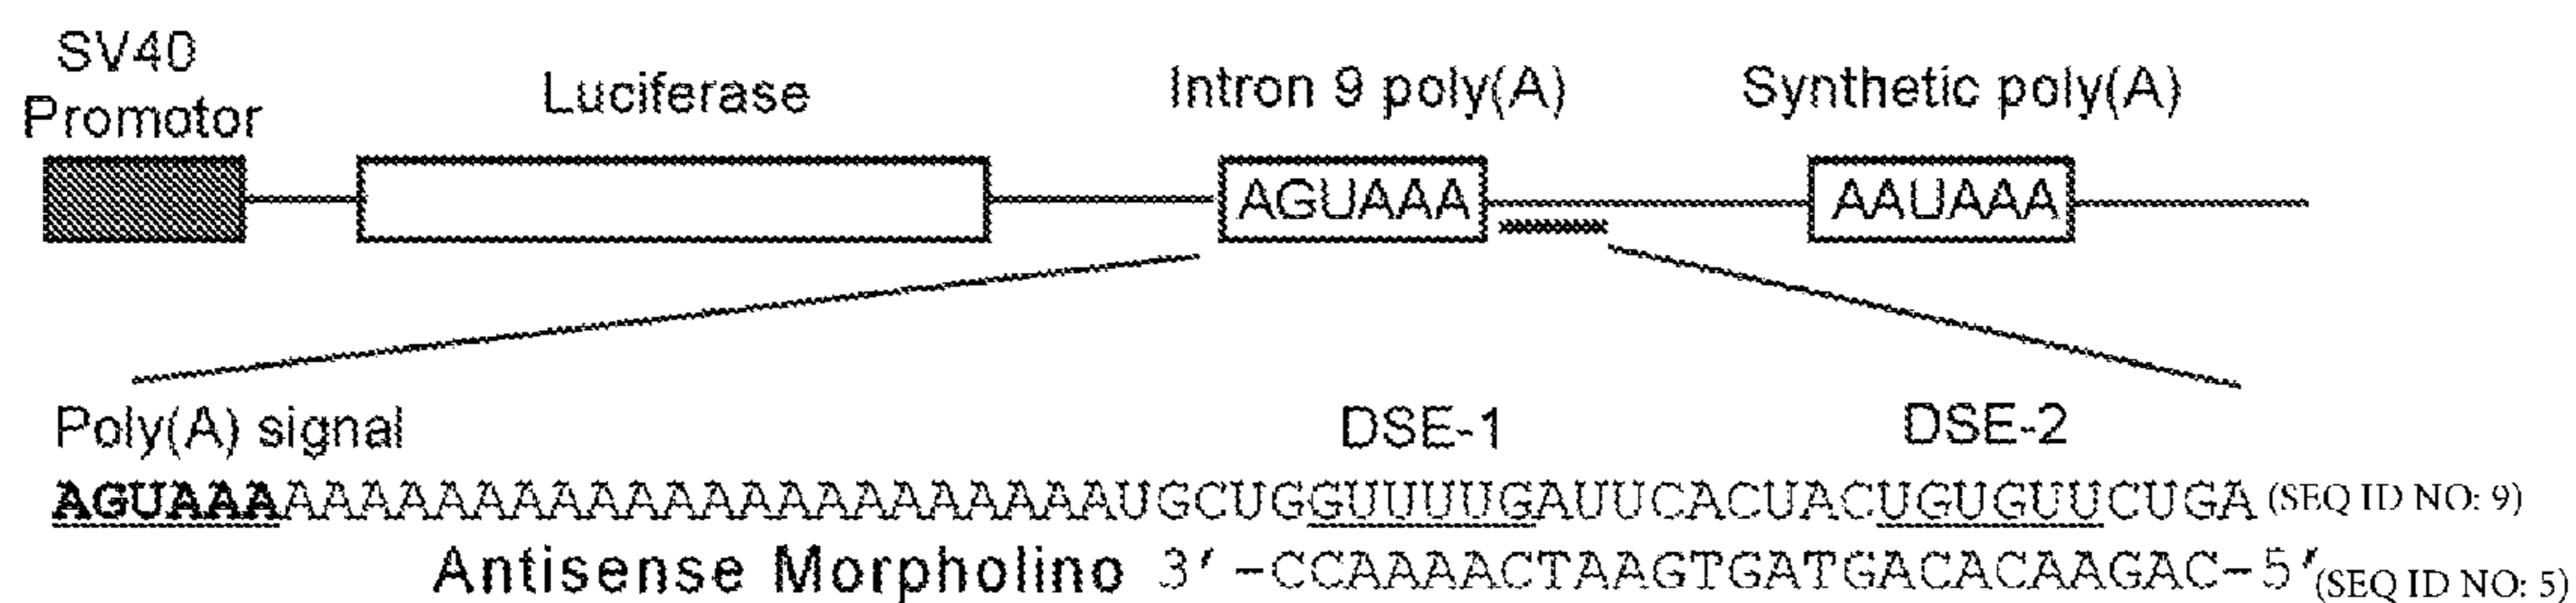 SV40
Promotor
Luciferase
Intron 9 poly(A)
Synthetic poly(A)
AGUAAA
AAUAAA
Poly(A) signal
DSE-1
DSE-2
AGUAAAAAAAAAAAAAAAAAAAAAAAAAUGCUGGUUUUGAUUCACUACUGUGUUCUGA (SEQ ID NO: 9)
Antisense Morpholino 3'-CCAAAACTAAGTGATGACACAAGAC-5' (SEQ ID NO: 5)